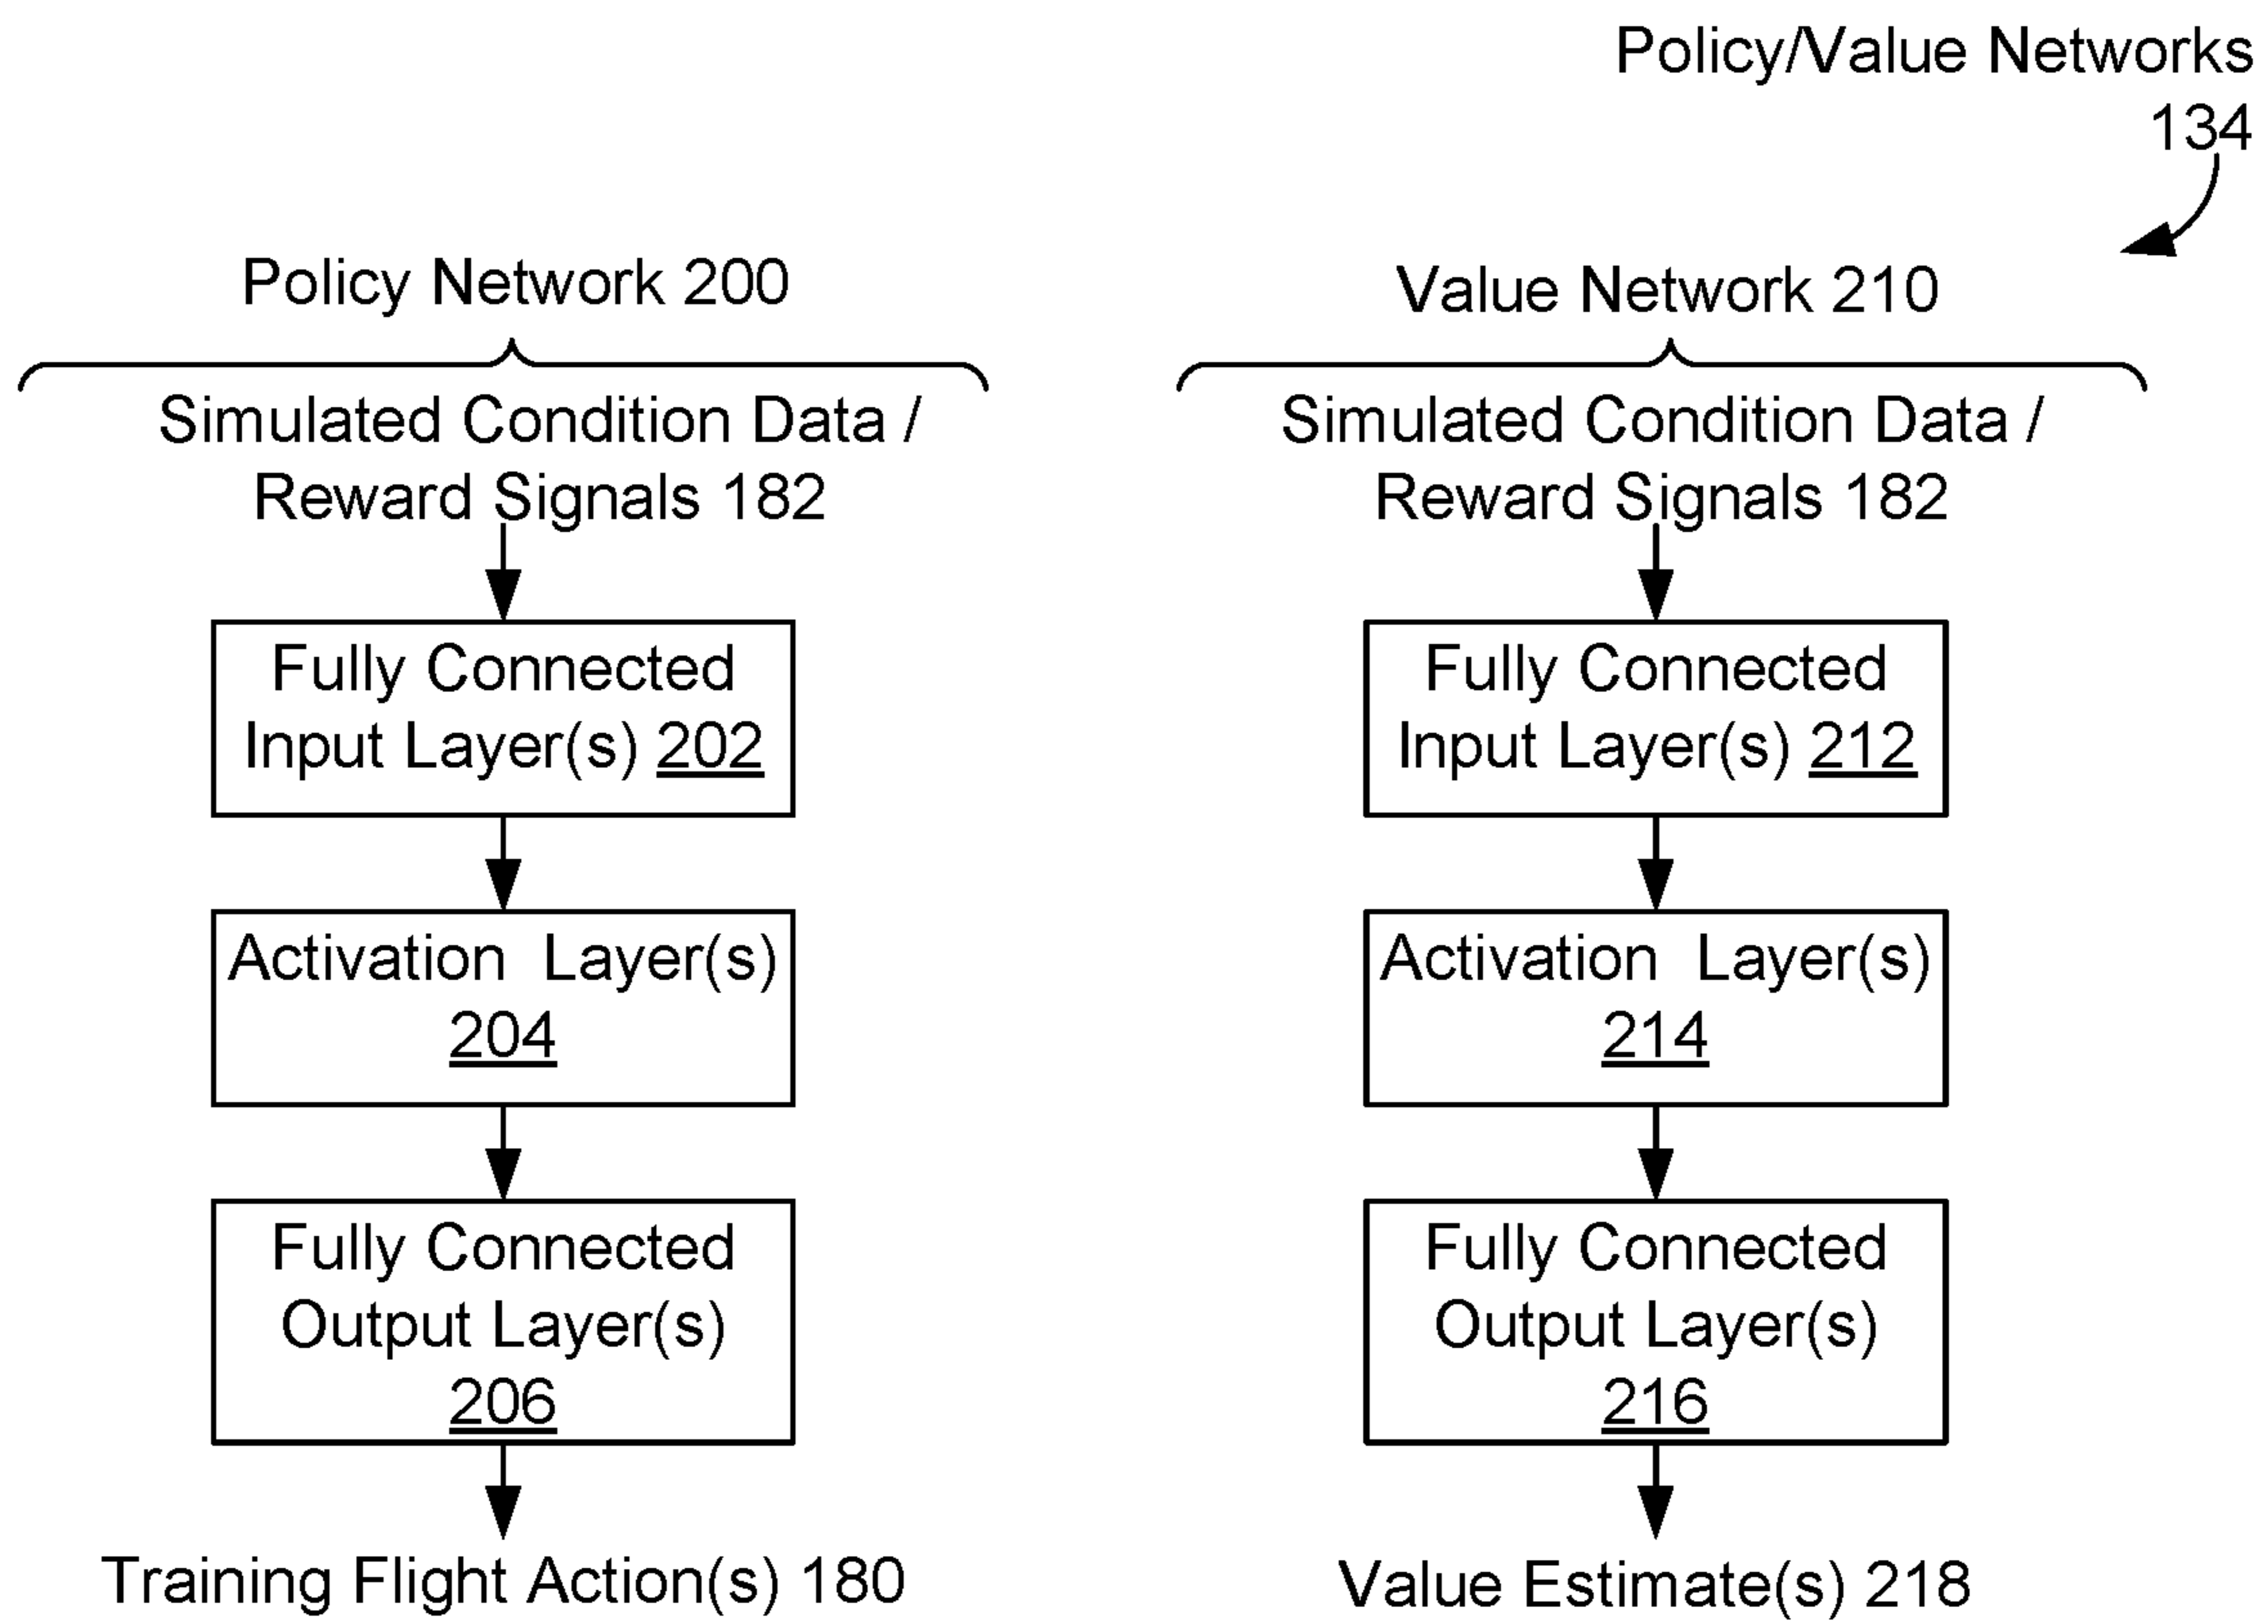 Policy/Value Networks
134
Policy Network 200
Simulated Condition Data /
Reward Signals 182
Fully Connected
Input Layer(s) 202
Activation Layer(s)
204
Fully Connected
Output Layer(s)
206
Training Flight Action(s) 180
Value Network 210
Simulated Condition Data /
Reward Signals 182
Fully Connected
Input Layer(s) 212
Activation Layer(s)
214
Fully Connected
Output Layer(s)
216
Value Estimate(s) 218